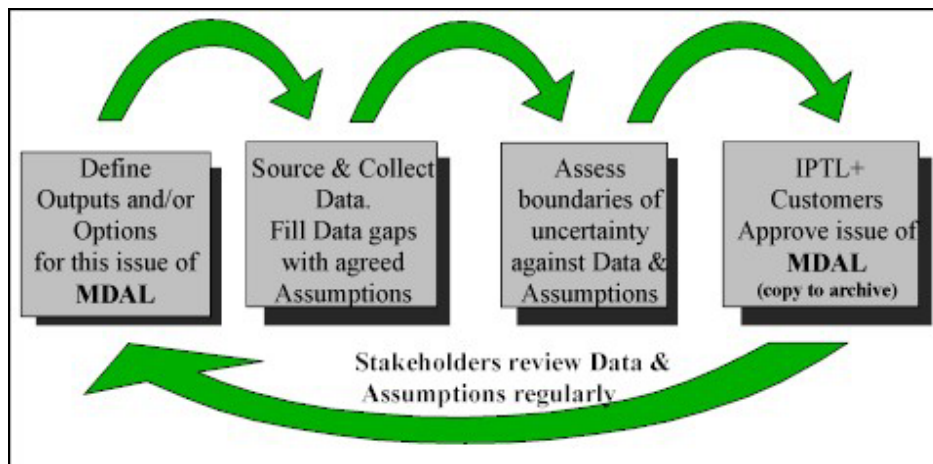 Define
Outputs and/or
Options
for this issue of
MDAL
Source & Collect
Data.
Fill Data gaps
with agreed
Assumptions
Assess
boundaries of
uncertainty
against Data &
Assumptions
IPTL+
Customers
Approve issue of
MDAL
(copy to archive)
Stakeholders review Data &
Assumptions regularly